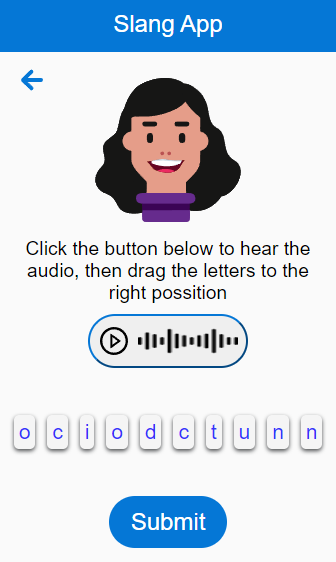 Slang App
Click the button below to hear the
audio, then drag the letters to the
right possition
o c i o d c t u n n
Submit